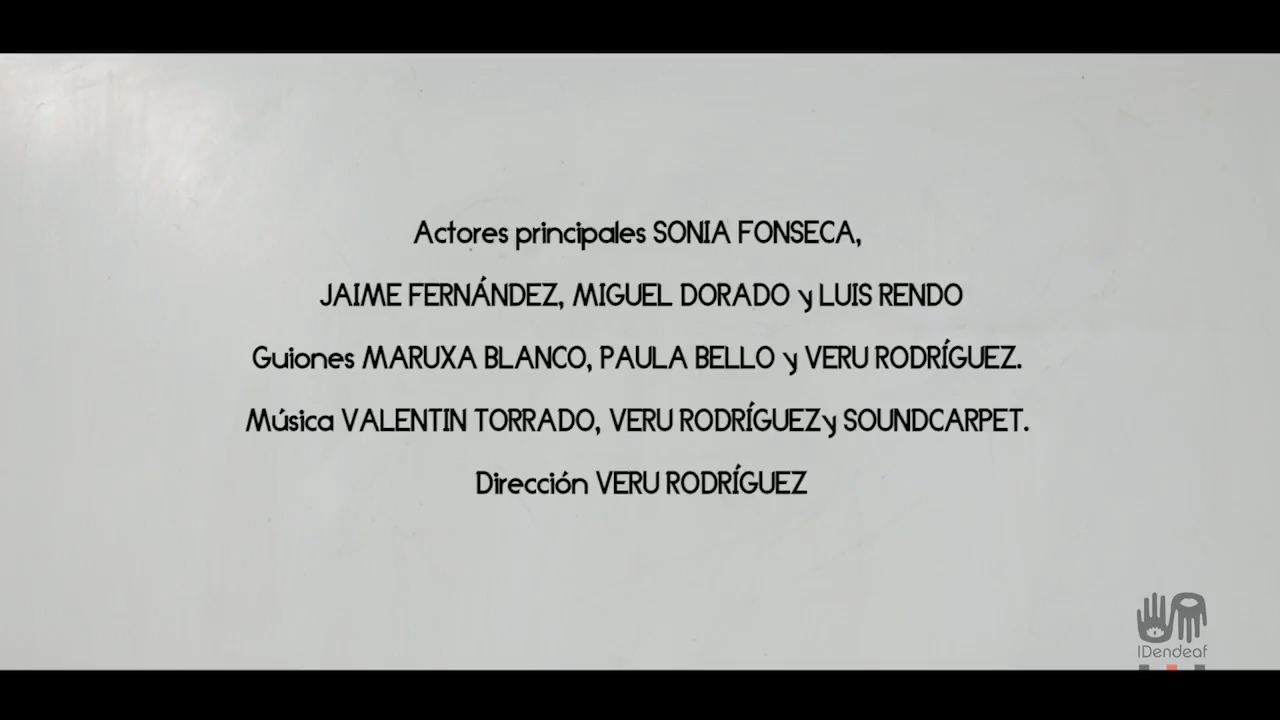 Actores principales SONIA FONSECA,
JAIME FERNÁNDEZ, MIGUEL DORADO y LUIS RENDO
Guiones MARUXA BLANCO, PAULA BELLO y VERU RODRÍGUEZ.
Música VALENTIN TORRADO, VERU RODRÍGUEZy SOUNDCARPET.
Dirección VERU RODRÍGUEZ
IDendeaf